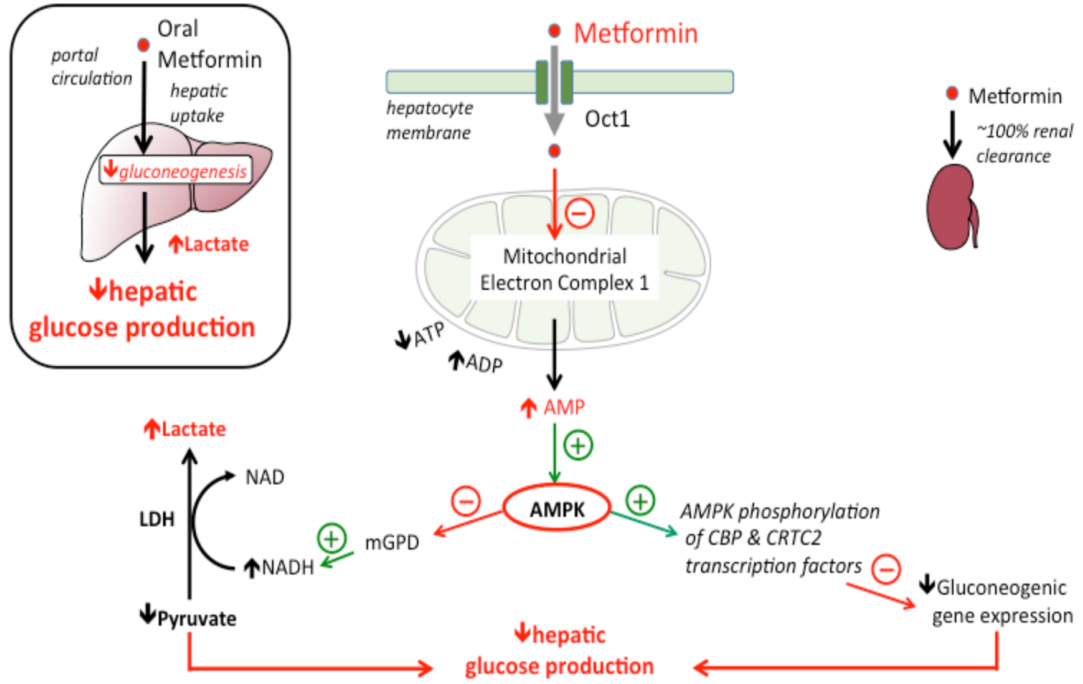 Oral
Metformin
portal
circulation
hepatic
uptake
↓gluconeogenesis
↑Lactate
↓hepatic
glucose production
Metformin
hepatocyte
membrane
Oct1
−
Mitochondrial
Electron Complex 1
↓ATP
↑ADP
↑ AMP
+
Metformin
~100% renal
clearance
↑Lactate
NAD
LDH
↑NADH
↓Pyruvate
+
mGPD
−
AMPK
+
AMPK phosphorylation
of CBP & CRTC2
transcription factors
−
↓Gluconeogenic
gene expression
↓hepatic
glucose production